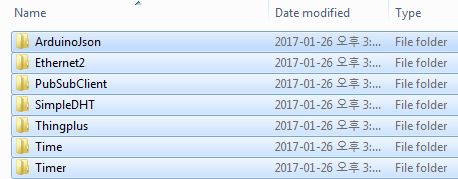 Name Date modified Type
ArduinoJson 2017-01-26 오후 3:... File folder
Ethernet2 2017-01-26 오후 3:... File folder
PubSubClient 2017-01-26 오후 3:... File folder
SimpleDHT 2017-01-26 오후 3:... File folder
Thingplus 2017-01-26 오후 3:... File folder
Time 2017-01-26 오후 3:... File folder
Timer 2017-01-26 오후 3:... File folder